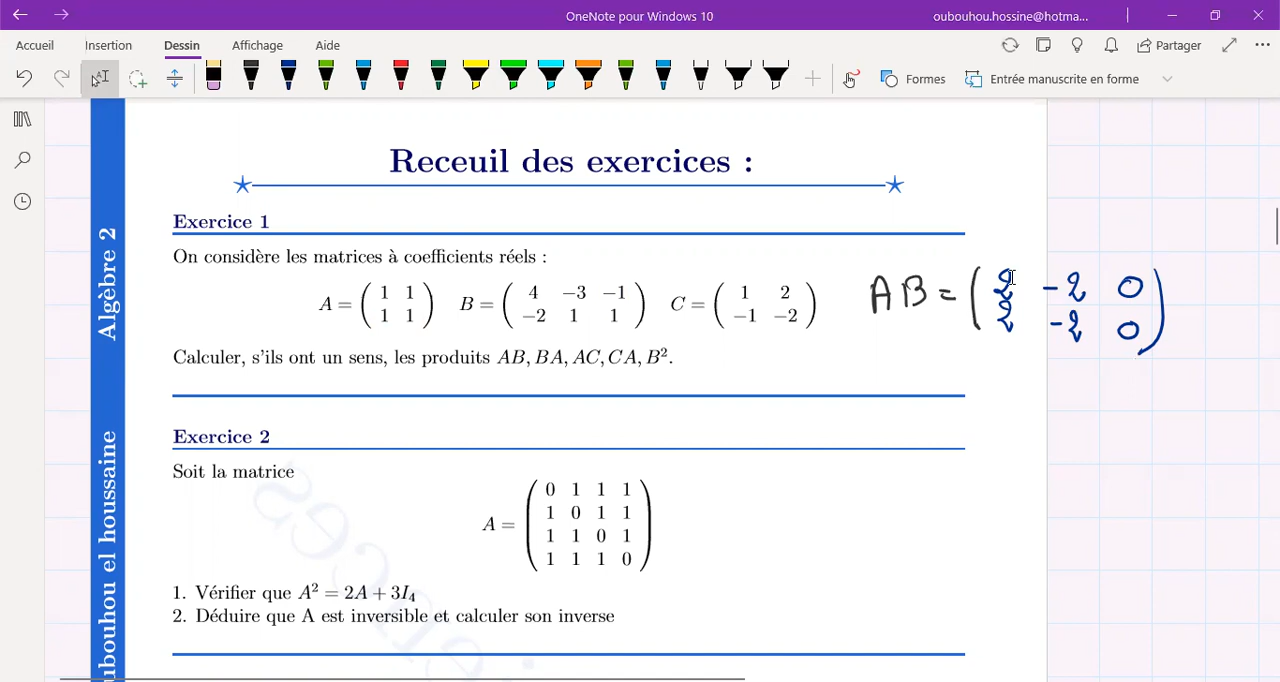 OneNote pour Windows 10
oubouhou.hossine@hotma...
Accueil Insertion Dessin Affichage Aide
Partager
Formes Entrée manuscrite en forme
Receuil des exercices :
Exercice 1
On considère les matrices à coefficients réels :
A = ( 1 1 ; 1 1 ) B = ( 4 −3 −1 ; −2 1 1 ) C = ( 1 2 ; −1 −2 )
AB = ( 2 -2 0 ; 2 -2 0 )
Calculer, s'ils ont un sens, les produits AB, BA, AC, CA, B².
Exercice 2
Soit la matrice
A = ( 0 1 1 1 ; 1 0 1 1 ; 1 1 0 1 ; 1 1 1 0 )
1. Vérifier que A² = 2A + 3I₄
2. Déduire que A est inversible et calculer son inverse
Algèbre 2
ubouhou el houssaine